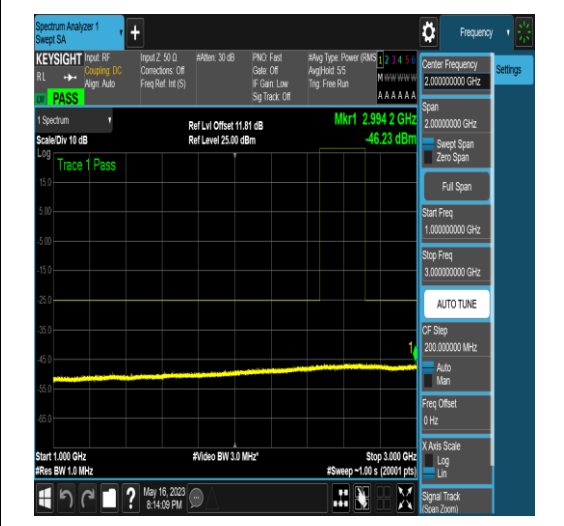 Spectrum Analyzer 1
Swept SA
Frequency
KEYSIGHT
RL
PASS
Input: RF
Coupling: DC
Align: Auto
Input Z: 50 Ω
Corrections: Off
Freq Ref: Int (S)
#Atten: 30 dB
PNO: Fast
Gate: Off
IF Gain: Low
Sig Track: Off
#Avg Type: Power (RMS
Avg|Hold: 5/5
Trig: Free Run
1 2 3 4 5 6
M w w w w w
A A A A A A
Center Frequency
2.000000000 GHz
Settings
Span
2.00000000 GHz
Swept Span
Zero Span
Full Span
Start Freq
1.000000000 GHz
Stop Freq
3.000000000 GHz
AUTO TUNE
CF Step
200.000000 MHz
Auto
Man
Freq Offset
0 Hz
X Axis Scale
Log
Lin
Signal Track
(Span Zoom)
1 Spectrum
Scale/Div 10 dB
Ref Lvl Offset 11.81 dB
Ref Level 25.00 dBm
Mkr1 2.994 2 GHz
-46.23 dBm
Log
Trace 1 Pass
15.0
5.00
-5.00
-15.0
-25.0
-35.0
-45.0
-55.0
-65.0
1
Start 1.000 GHz
#Res BW 1.0 MHz
#Video BW 3.0 MHz*
Stop 3.000 GHz
#Sweep ~1.00 s (20001 pts)
May 16, 2023
8:14:09 PM